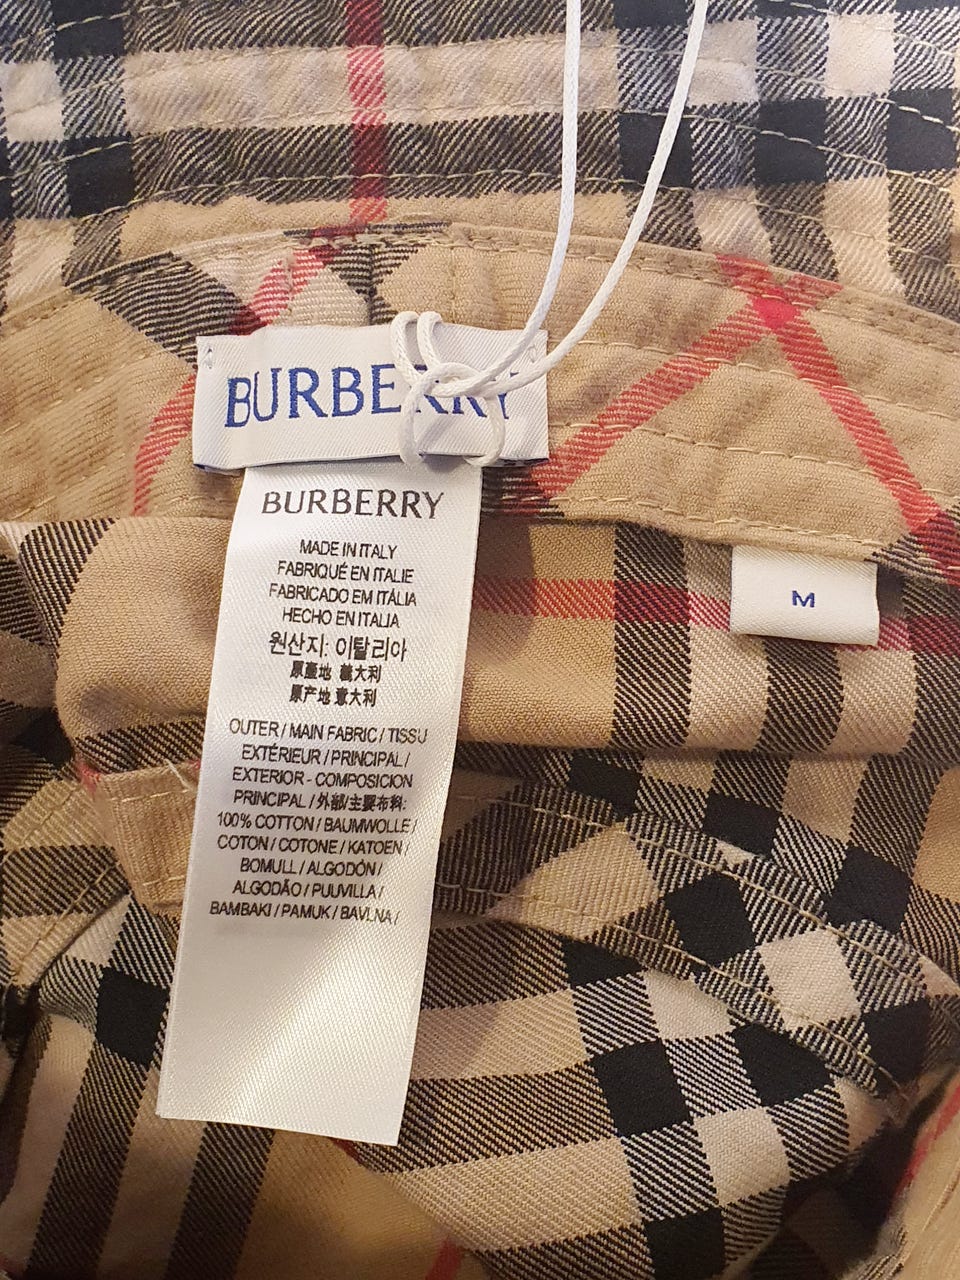 BURBERRY
BURBERRY
MADE IN ITALY
FABRIQUÉ EN ITALIE
FABRICADO EM ITÁLIA
HECHO EN ITALIA
원산지: 이탈리아
原產地 義大利
原产地 意大利
OUTER / MAIN FABRIC / TISSU
EXTÉRIEUR / PRINCIPAL /
EXTERIOR - COMPOSICION
PRINCIPAL / 外部/主要布料:
100% COTTON / BAUMWOLLE /
COTON / COTONE / KATOEN /
BOMULL / ALGODÓN /
ALGODÃO / PUUVILLA /
BAMBAKI / PAMUK / BAVLNA /
M